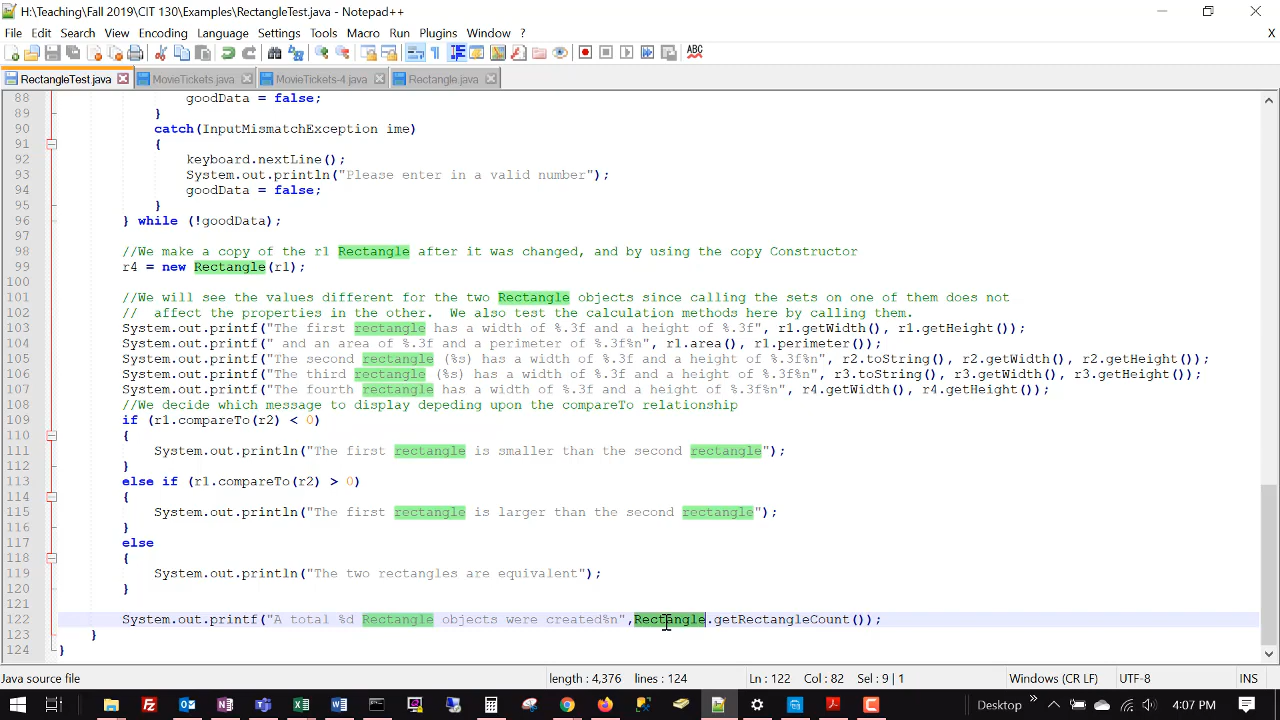 H:\Teaching\Fall 2019\CIT 130\Examples\RectangleTest.java - Notepad++
File Edit Search View Encoding Language Settings Tools Macro Run Plugins Window ? X
ABC
RectangleTest.java MovieTickets.java MovieTickets-4.java Rectangle.java
88 goodData = false;
89 }
90 catch(InputMismatchException ime)
91 {
92 keyboard.nextLine();
93 System.out.println("Please enter in a valid number");
94 goodData = false;
95 }
96 } while (!goodData);
97
98 //We make a copy of the r1 Rectangle after it was changed, and by using the copy Constructor
99 r4 = new Rectangle(r1);
100
101 //We will see the values different for the two Rectangle objects since calling the sets on one of them does not
102 // affect the properties in the other. We also test the calculation methods here by calling them.
103 System.out.printf("The first rectangle has a width of %.3f and a height of %.3f", r1.getWidth(), r1.getHeight());
104 System.out.printf(" and an area of %.3f and a perimeter of %.3f%n", r1.area(), r1.perimeter());
105 System.out.printf("The second rectangle (%s) has a width of %.3f and a height of %.3f%n", r2.toString(), r2.getWidth(), r2.getHeight());
106 System.out.printf("The third rectangle (%s) has a width of %.3f and a height of %.3f%n", r3.toString(), r3.getWidth(), r3.getHeight());
107 System.out.printf("The fourth rectangle has a width of %.3f and a height of %.3f%n", r4.getWidth(), r4.getHeight());
108 //We decide which message to display depeding upon the compareTo relationship
109 if (r1.compareTo(r2) < 0)
110 {
111 System.out.println("The first rectangle is smaller than the second rectangle");
112 }
113 else if (r1.compareTo(r2) > 0)
114 {
115 System.out.println("The first rectangle is larger than the second rectangle");
116 }
117 else
118 {
119 System.out.println("The two rectangles are equivalent");
120 }
121
122 System.out.printf("A total %d Rectangle objects were created%n",Rectangle.getRectangleCount());
123 }
124 }
Java source file length : 4,376 lines : 124 Ln : 122 Col : 82 Sel : 9 | 1 Windows (CR LF) UTF-8 INS
Desktop 4:07 PM